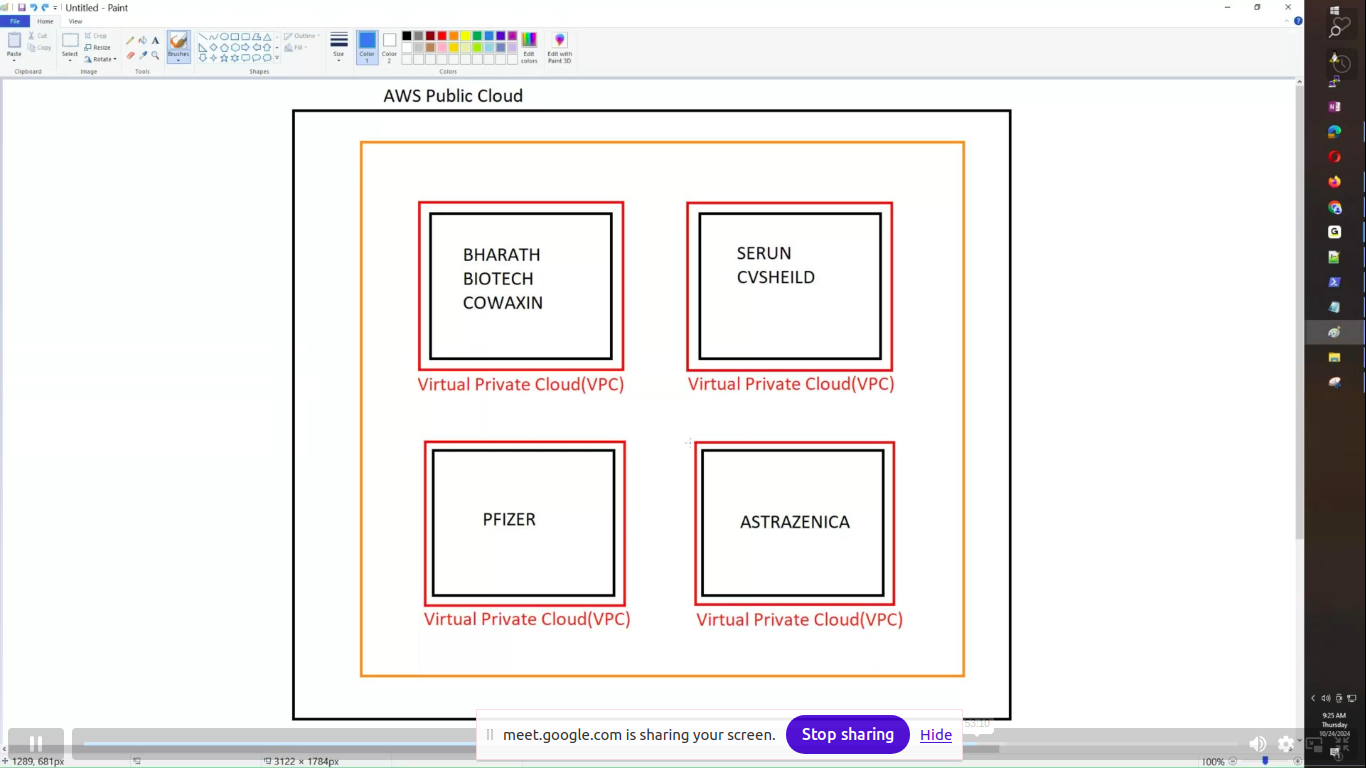 Untitled - Paint
File
Home
View
Paste
Cut
Copy
Clipboard
Select
Crop
Resize
Rotate
Image
Tools
Brushes
Shapes
Outline
Fill
Size
Color 1
Color 2
Colors
Edit colors
Edit with Paint 3D
AWS Public Cloud
BHARATH
BIOTECH
COWAXIN
Virtual Private Cloud(VPC)
SERUN
CVSHEILD
Virtual Private Cloud(VPC)
PFIZER
Virtual Private Cloud(VPC)
ASTRAZENICA
Virtual Private Cloud(VPC)
53:10
meet.google.com is sharing your screen.
Stop sharing
Hide
1289, 681px
3122 × 1784px
100%
9:25 AM
Thursday
10/24/2024